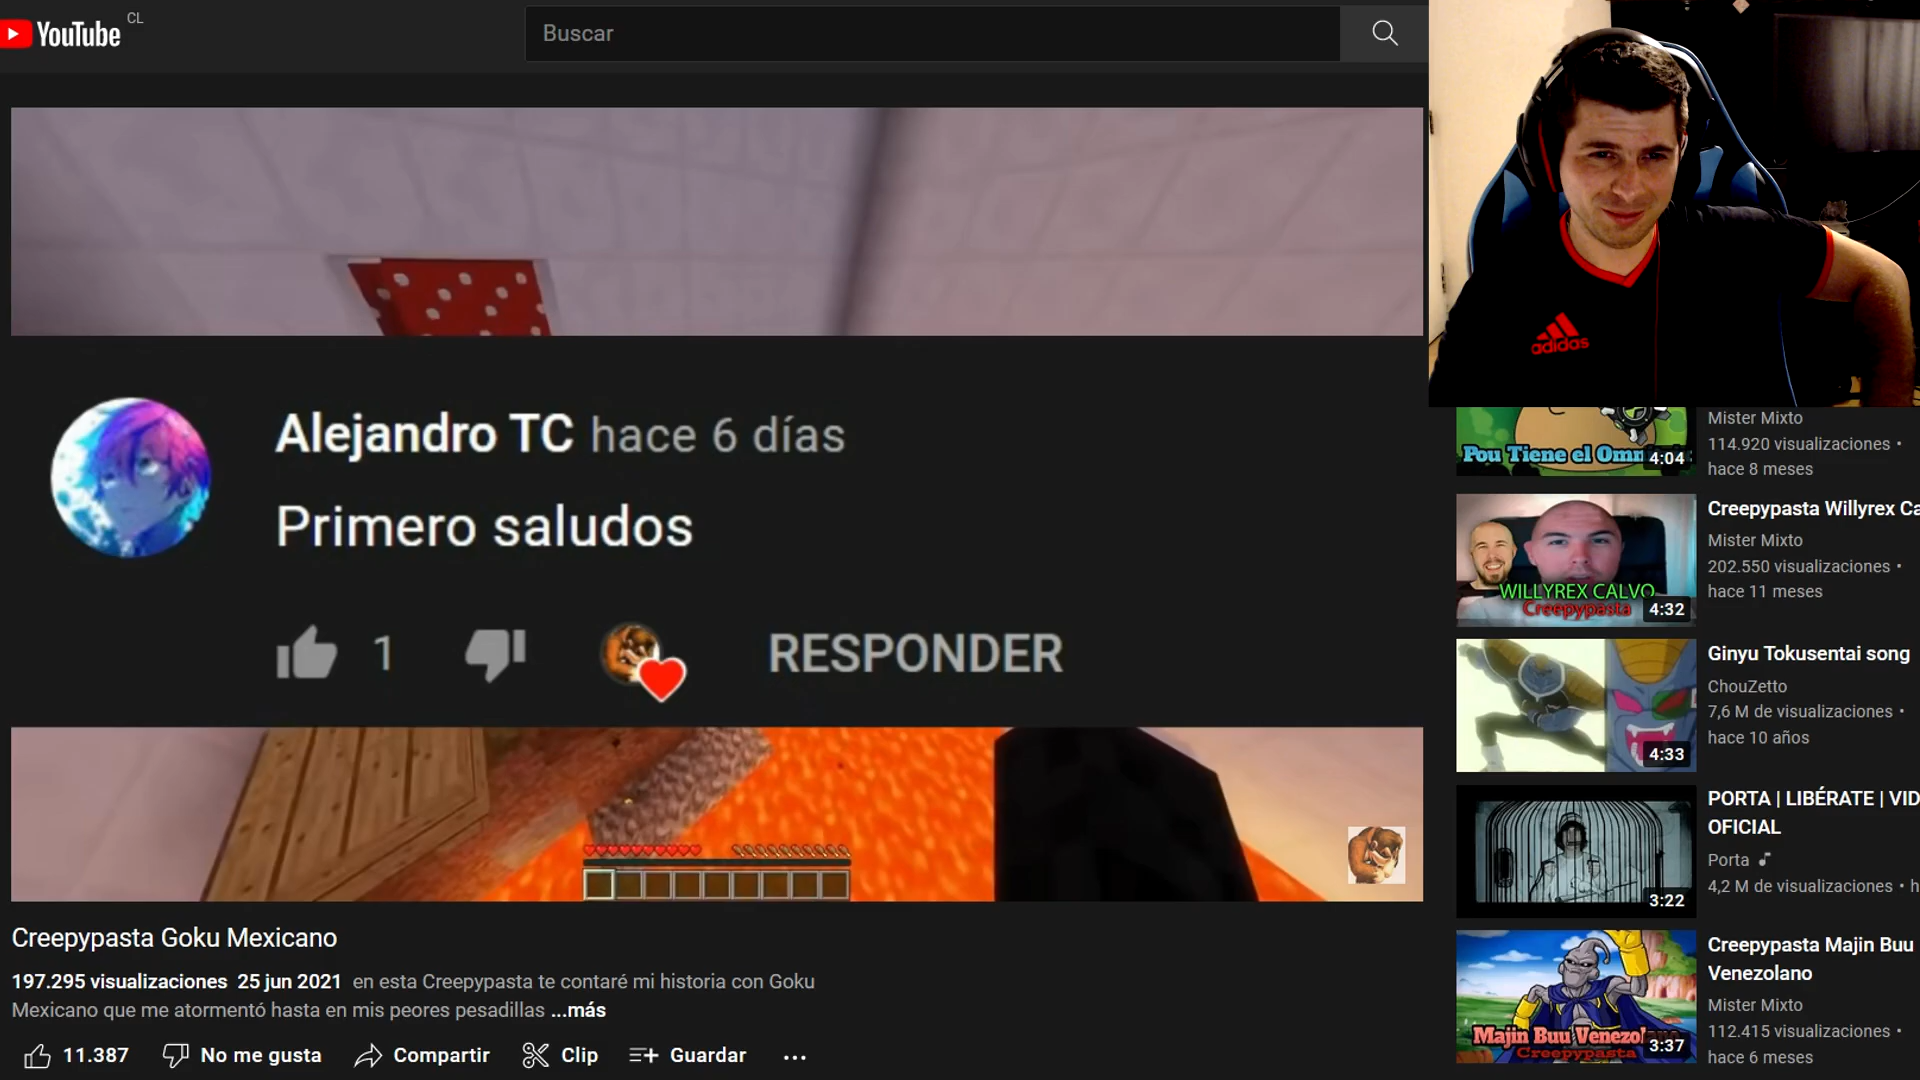 YouTube CL
Buscar
adidas
Alejandro TC hace 6 días
Primero saludos
1
RESPONDER
Creepypasta Goku Mexicano
197.295 visualizaciones 25 jun 2021 en esta Creepypasta te contaré mi historia con Goku
Mexicano que me atormentó hasta en mis peores pesadillas ...más
11.387 No me gusta Compartir Clip Guardar
Pou Tiene el
4:04
Mister Mixto
114.920 visualizaciones •
hace 8 meses
WILLYREX CALVO
Creepypasta
4:32
Creepypasta Willyrex
Mister Mixto
202.550 visualizaciones •
hace 11 meses
4:33
Ginyu Tokusentai song
ChouZetto
7,6 M de visualizaciones •
hace 10 años
3:22
PORTA | LIBÉRATE | VID
OFICIAL
Porta
4,2 M de visualizaciones • h
Majin Buu
Creepypasta
3:37
Creepypasta Majin Buu
Venezolano
Mister Mixto
112.415 visualizaciones •
hace 6 meses